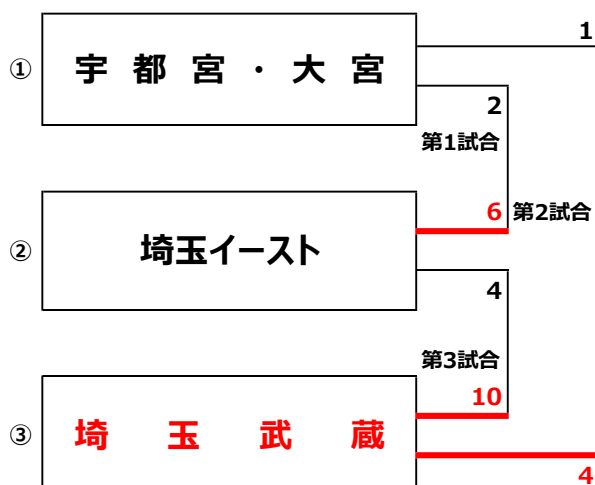 1
① 宇都宮・大宮
2
第1試合
6 第2試合
② 埼玉イースト
4
第3試合
10
③ 埼玉武蔵
4